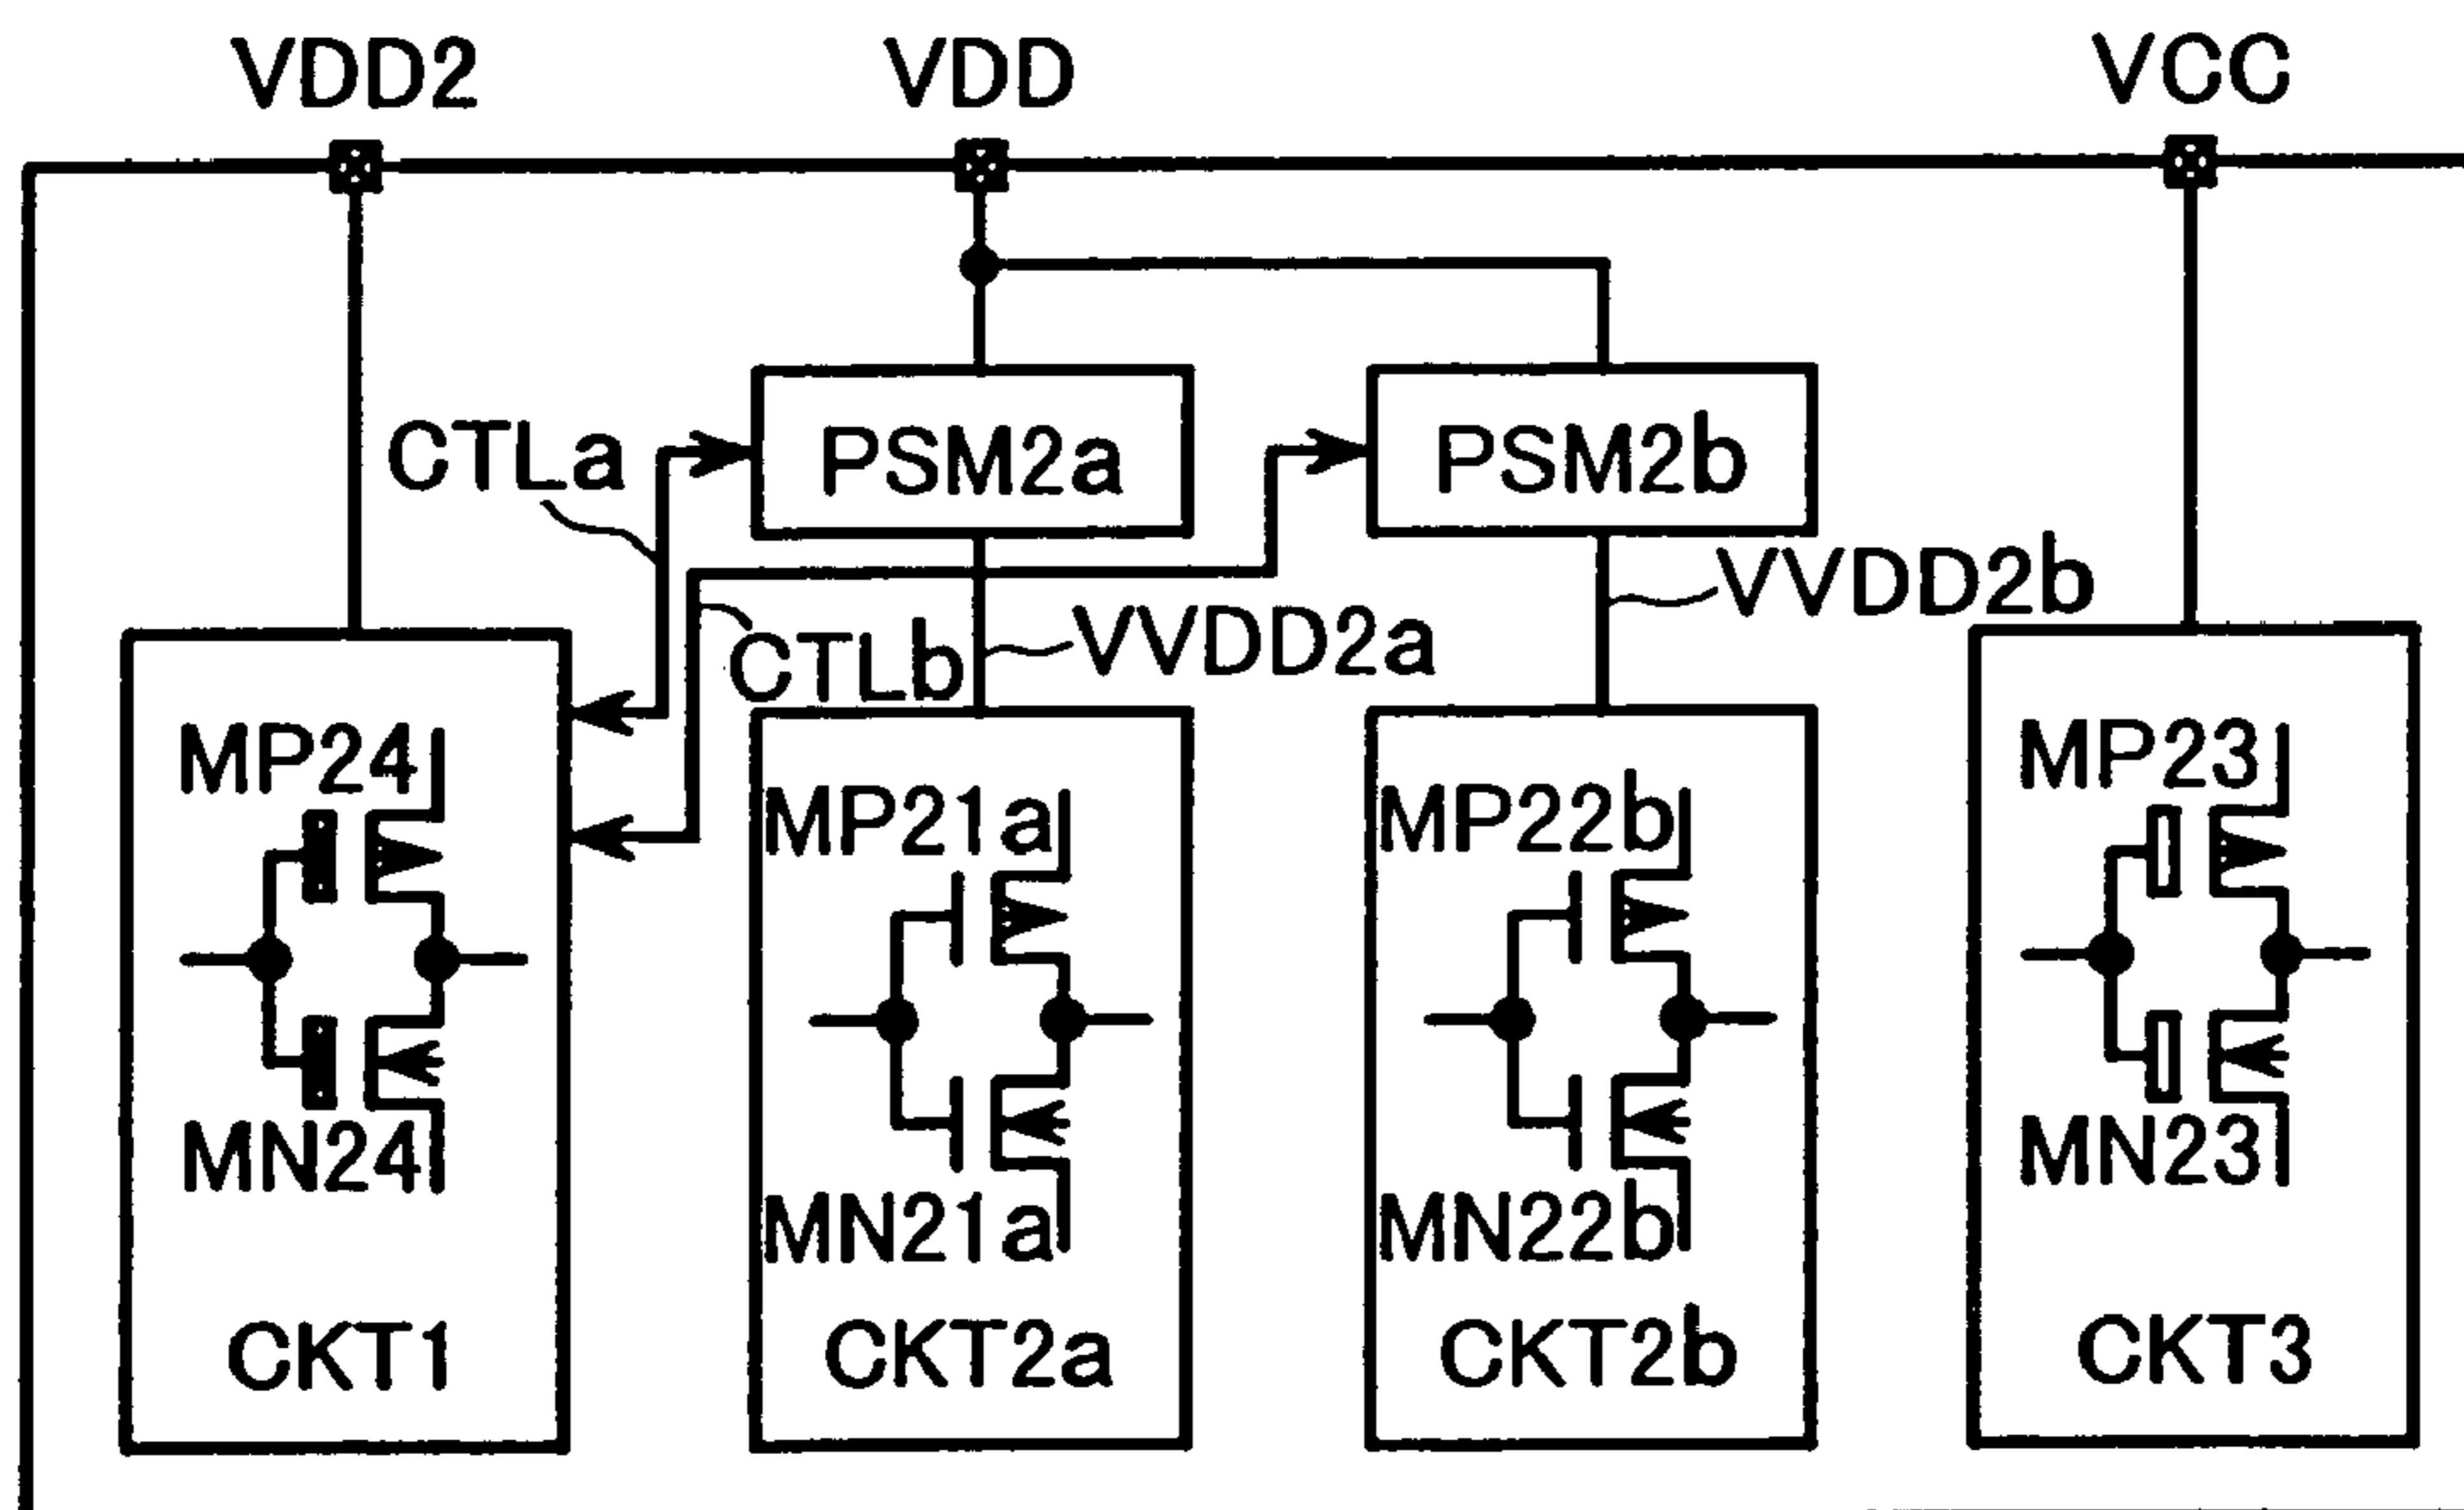 VDD2
VDD
VCC
CTLa
PSM2a
PSM2b
VVDD2b
CTLb
VVDD2a
MP24
MP21a
MP22b
MP23
MN24
MN21a
MN22b
MN23
CKT1
CKT2a
CKT2b
CKT3